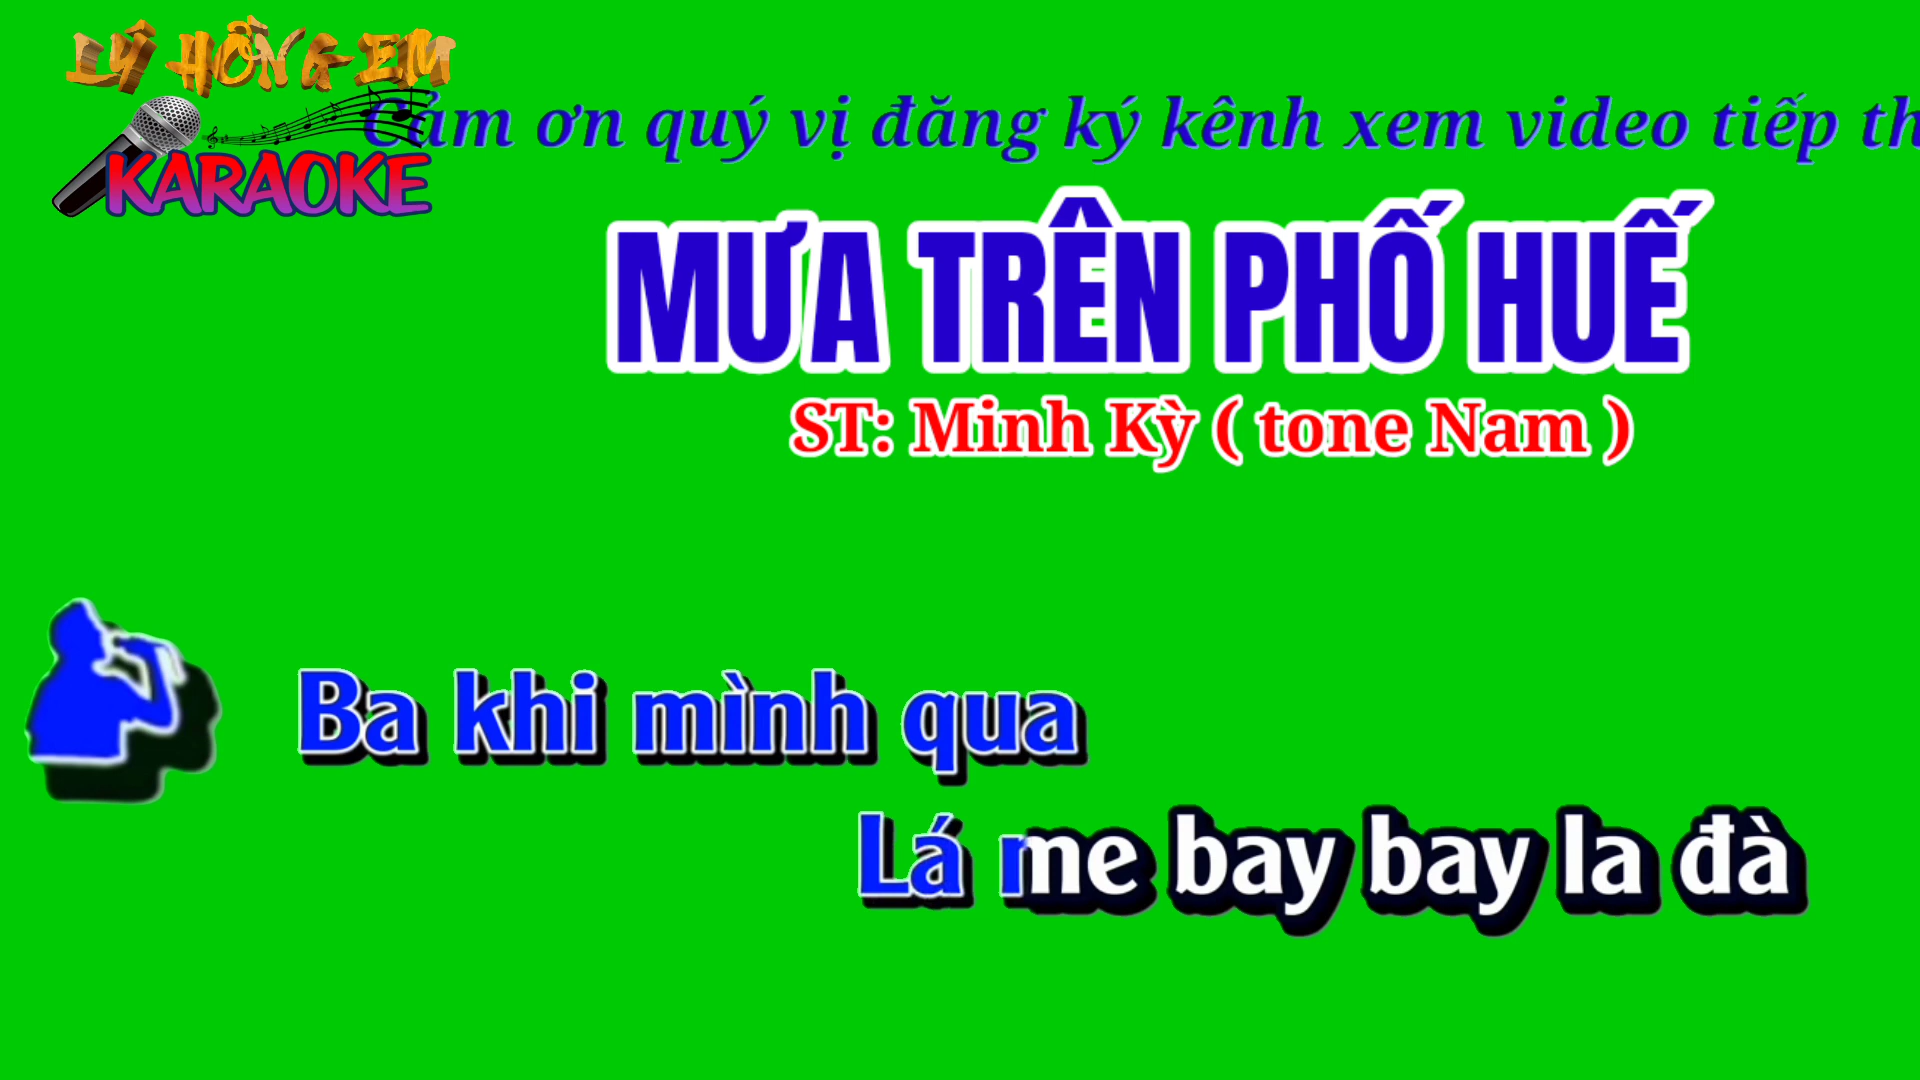 LÝ HỒNG EM
KARAOKE
Cảm ơn quý vị đăng ký kênh xem video tiếp th
MƯA TRÊN PHỐ HUẾ
ST: Minh Kỳ ( tone Nam )
Ba khi mình qua
Lá me bay bay la đà